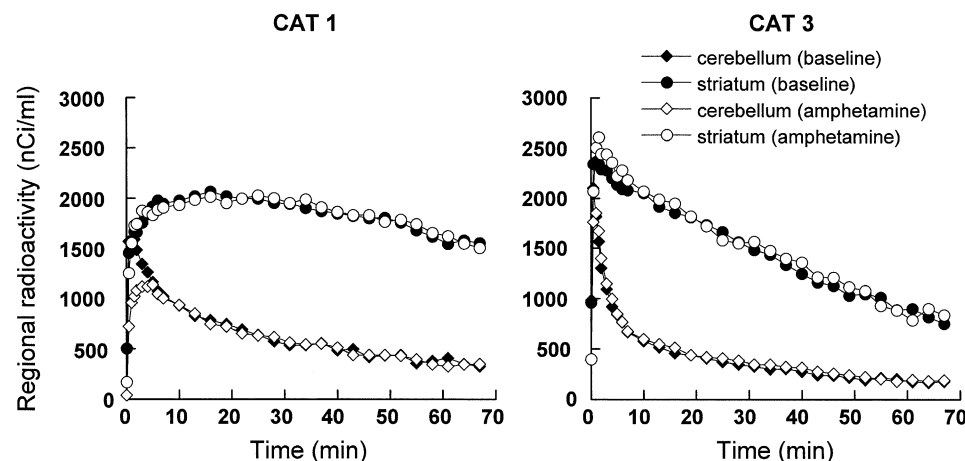 CAT 1
CAT 3
cerebellum (baseline)
striatum (baseline)
cerebellum (amphetamine)
striatum (amphetamine)
Regional radioactivity (nCi/ml)
3000
2500
2000
1500
1000
500
0
0 10 20 30 40 50 60 70
Time (min)
3000
2500
2000
1500
1000
500
0
0 10 20 30 40 50 60 70
Time (min)